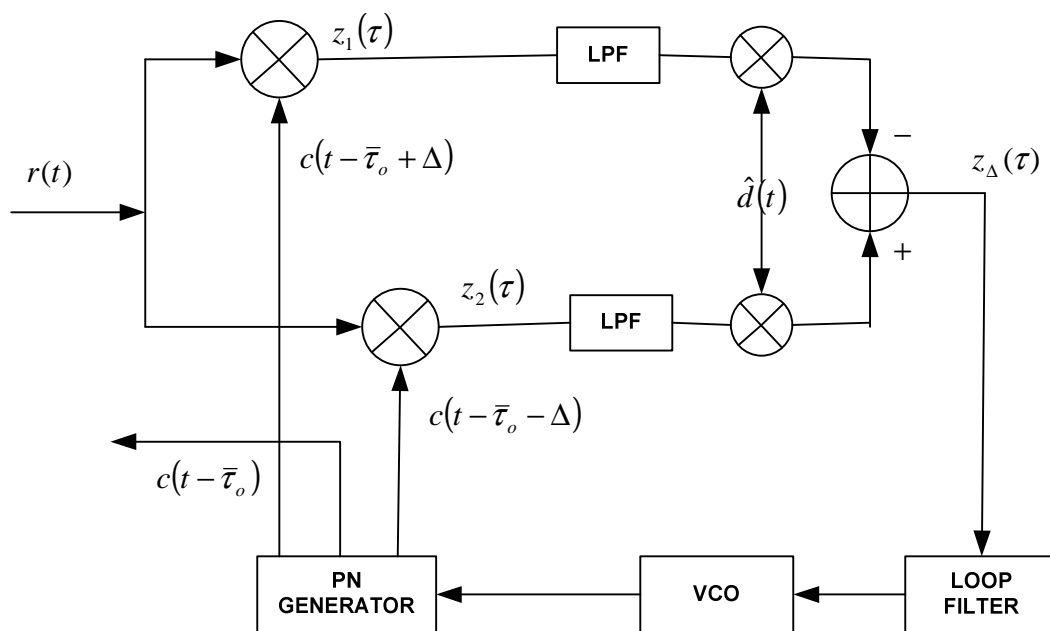 z₁(τ)
LPF
c(t − τ̄ₒ + Δ)
−
r(t)
z_Δ(τ)
d̂(t)
+
z₂(τ)
LPF
c(t − τ̄ₒ − Δ)
c(t − τ̄ₒ)
PN
GENERATOR
VCO
LOOP
FILTER